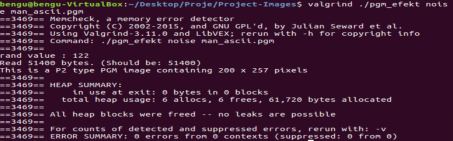 bengu@bengu-VirtualBox:~/Desktop/Proje/Project-Images$ valgrind ./pgm_efekt nois
e man_ascii.pgm
==3469== Memcheck, a memory error detector
==3469== Copyright (C) 2002-2015, and GNU GPL'd, by Julian Seward et al.
==3469== Using Valgrind-3.11.0 and LibVEX; rerun with -h for copyright info
==3469== Command: ./pgm_efekt noise man_ascii.pgm
==3469==
rand value : 122
Read 51400 bytes. (Should be: 51400)
This is a P2 type PGM image containing 200 x 257 pixels
==3469==
==3469== HEAP SUMMARY:
==3469==     in use at exit: 0 bytes in 0 blocks
==3469==   total heap usage: 6 allocs, 6 frees, 61,720 bytes allocated
==3469==
==3469== All heap blocks were freed -- no leaks are possible
==3469==
==3469== For counts of detected and suppressed errors, rerun with: -v
==3469== ERROR SUMMARY: 0 errors from 0 contexts (suppressed: 0 from 0)